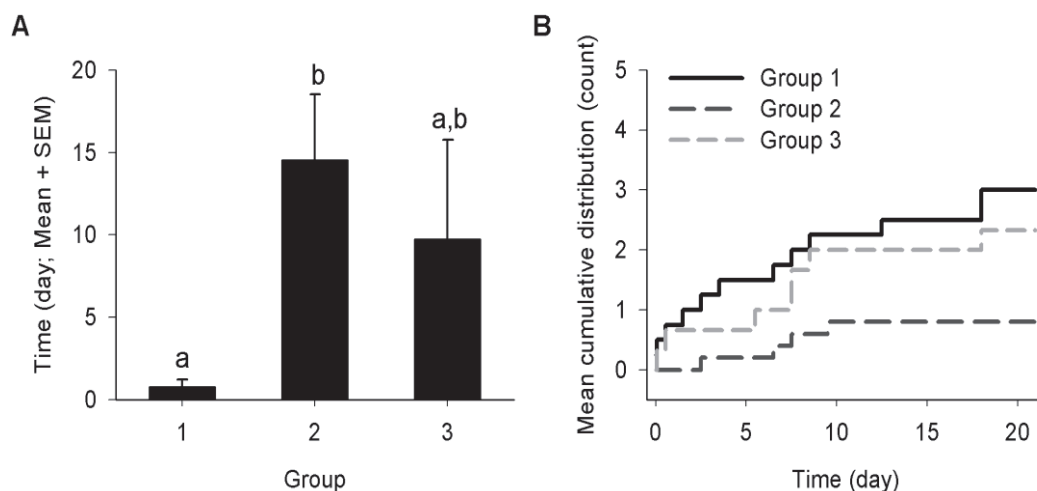 A
Time (day; Mean + SEM)
20
15
10
5
0
a
b
a,b
1 2 3
Group
B
Mean cumulative distribution (count)
5
4
3
2
1
0
Group 1
Group 2
Group 3
0 5 10 15 20
Time (day)